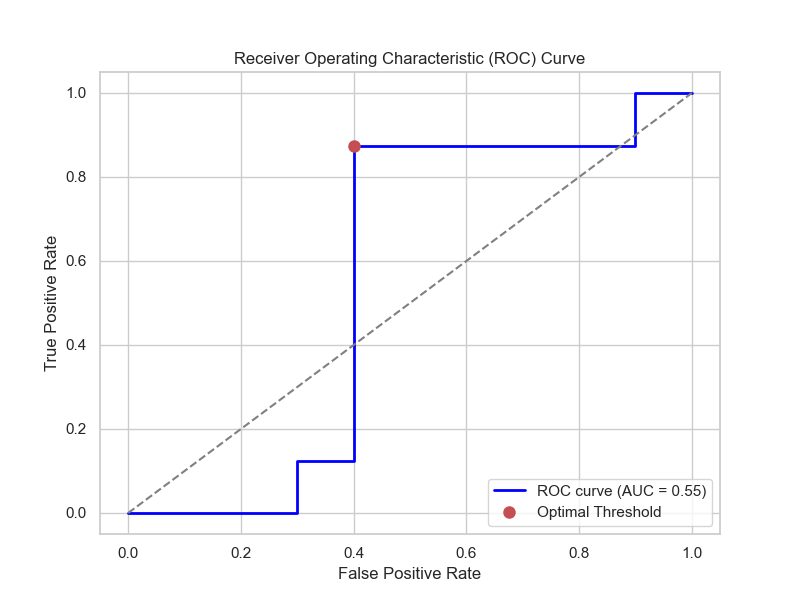 Receiver Operating Characteristic (ROC) Curve
1.0
0.8
0.6
0.4
0.2
0.0
True Positive Rate
0.0 0.2 0.4 0.6 0.8 1.0
False Positive Rate
ROC curve (AUC = 0.55)
Optimal Threshold